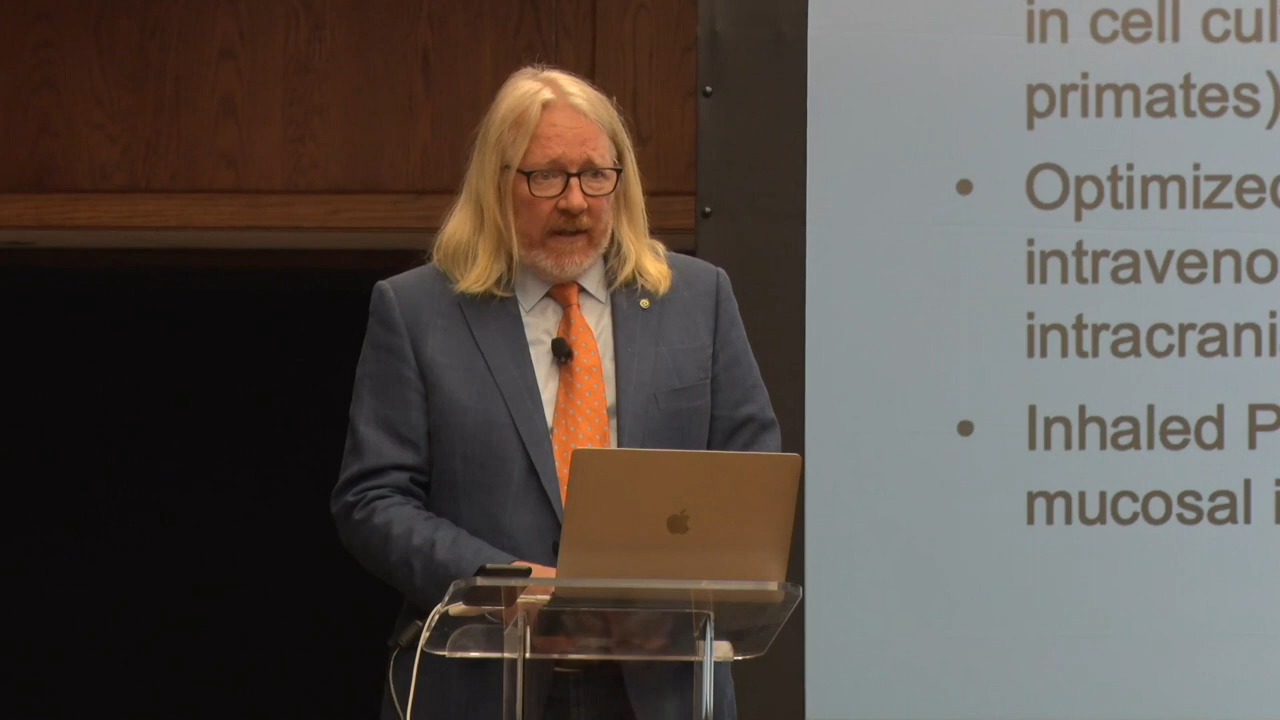 in cell cul
primates)
• Optimized
intraveno
intracrani
• Inhaled P
mucosal i